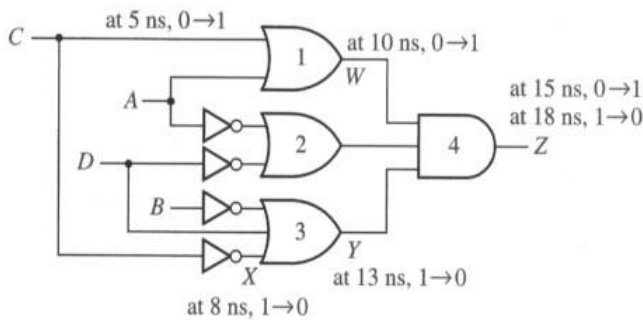 at 5 ns, 0→1
C
1
at 10 ns, 0→1
W
A
at 15 ns, 0→1
at 18 ns, 1→0
2
4
Z
D
B
3
X
Y
at 13 ns, 1→0
at 8 ns, 1→0